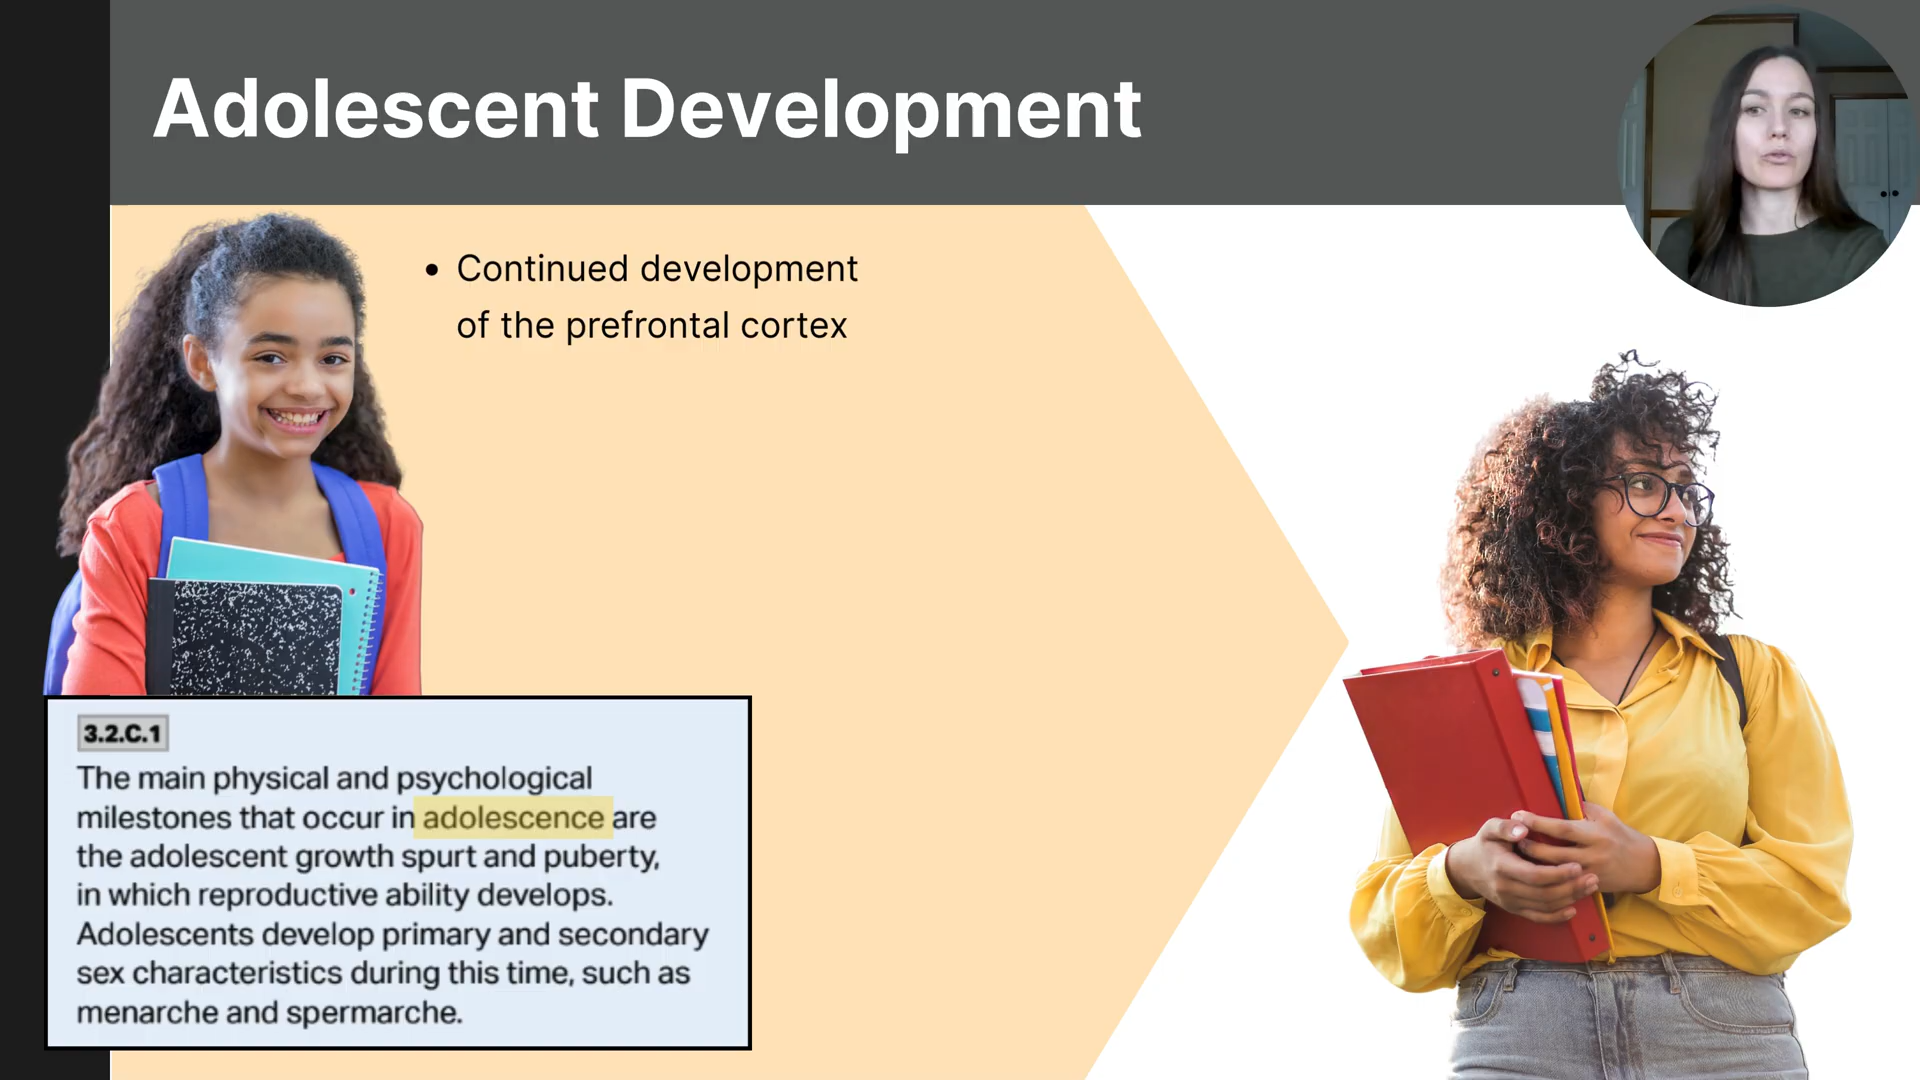 Adolescent Development
• Continued development
of the prefrontal cortex
3.2.C.1
The main physical and psychological
milestones that occur in adolescence are
the adolescent growth spurt and puberty,
in which reproductive ability develops.
Adolescents develop primary and secondary
sex characteristics during this time, such as
menarche and spermarche.